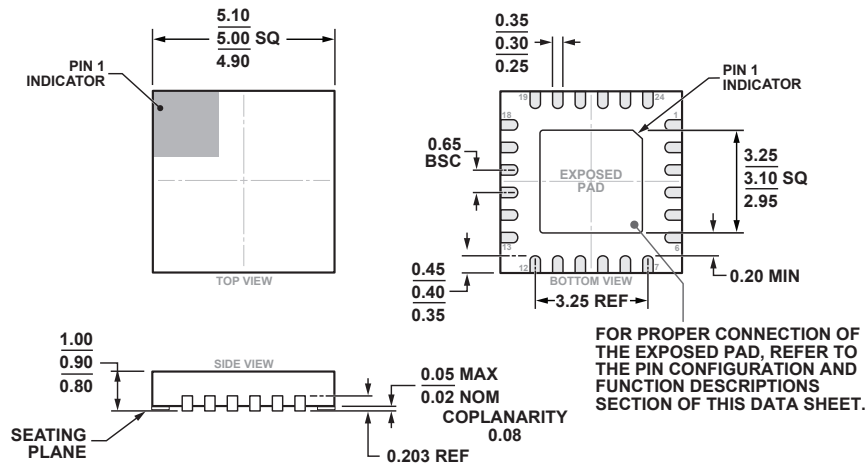 5.10
5.00 SQ
4.90
PIN 1
INDICATOR
TOP VIEW
0.35
0.30
0.25
PIN 1
INDICATOR
19
24
18
1
0.65
BSC
EXPOSED
PAD
3.25
3.10 SQ
2.95
13
6
12
7
BOTTOM VIEW
0.45
0.40
0.35
3.25 REF
0.20 MIN
FOR PROPER CONNECTION OF
THE EXPOSED PAD, REFER TO
THE PIN CONFIGURATION AND
FUNCTION DESCRIPTIONS
SECTION OF THIS DATA SHEET.
1.00
0.90
0.80
SIDE VIEW
0.05 MAX
0.02 NOM
COPLANARITY
0.08
SEATING
PLANE
0.203 REF